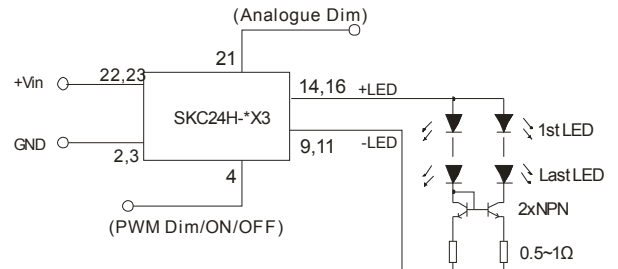 (Analogue Dim)
21
+Vin
22,23
14,16 +LED
SKC24H-*X3
1st LED
GND
2,3
9,11 -LED
4
Last LED
2xNPN
(PWM Dim/ON/OFF)
0.5~1Ω